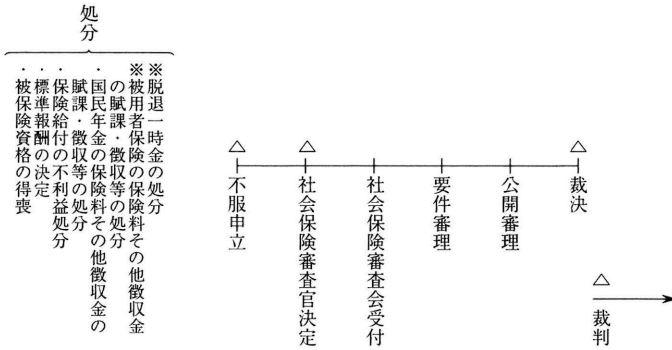 処分
※脱退一時金の処分
※被用者保険の保険料その他徴収金
の賦課・徴収等の処分
・国民年金の保険料その他徴収金の
賦課・徴収等の処分
・保険給付の不利益処分
・標準報酬の決定
・被保険資格の得喪
不服申立
社会保険審査官決定
社会保険審査会受付
要件審理
公開審理
裁決
裁判